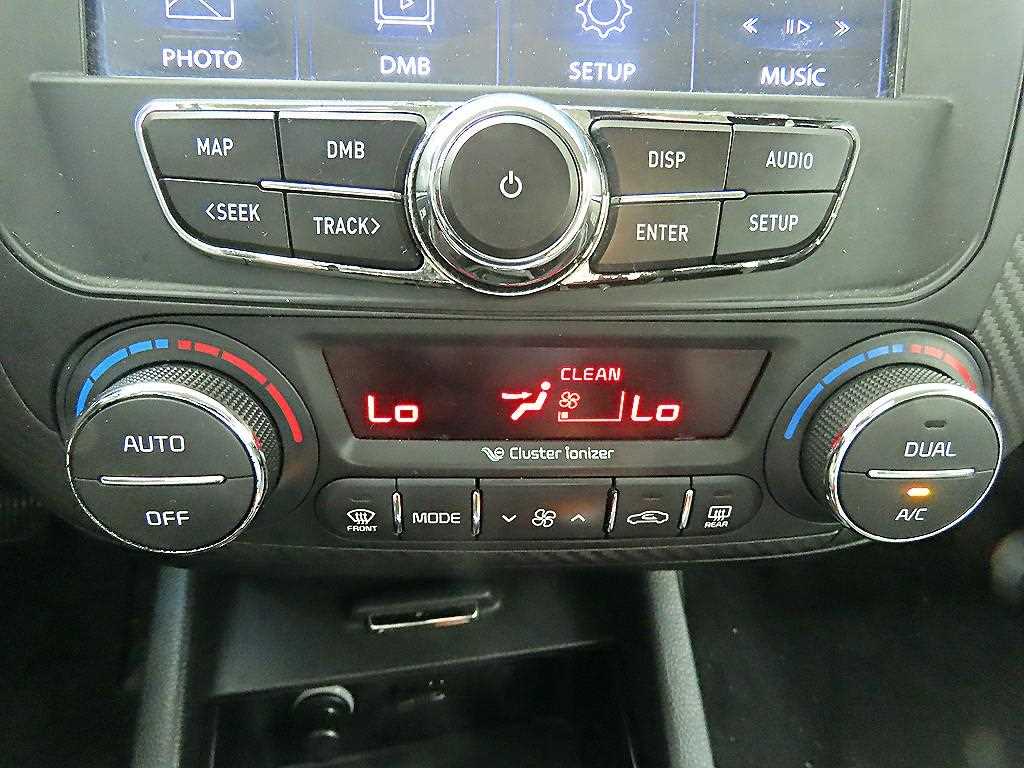 PHOTO DMB SETUP MUSIC
MAP DMB DISP AUDIO
<SEEK TRACK> ENTER SETUP
CLEAN
Lo Lo
Cluster ionizer
AUTO DUAL
OFF A/C
FRONT MODE REAR